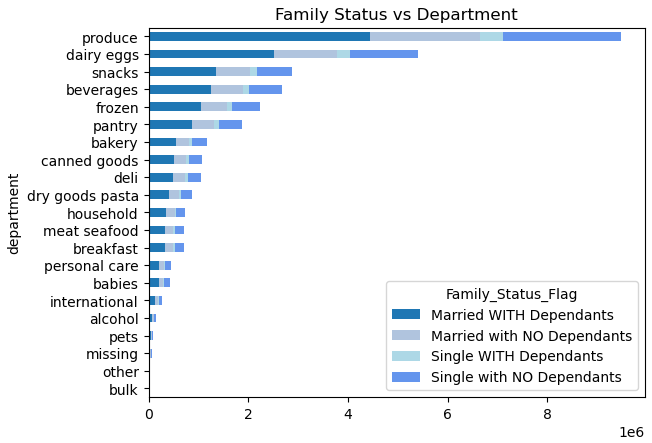 Family Status vs Department
department
produce
dairy eggs
snacks
beverages
frozen
pantry
bakery
canned goods
deli
dry goods pasta
household
meat seafood
breakfast
personal care
babies
international
alcohol
pets
missing
other
bulk
Family_Status_Flag
Married WITH Dependants
Married with NO Dependants
Single WITH Dependants
Single with NO Dependants
0 2 4 6 8
1e6